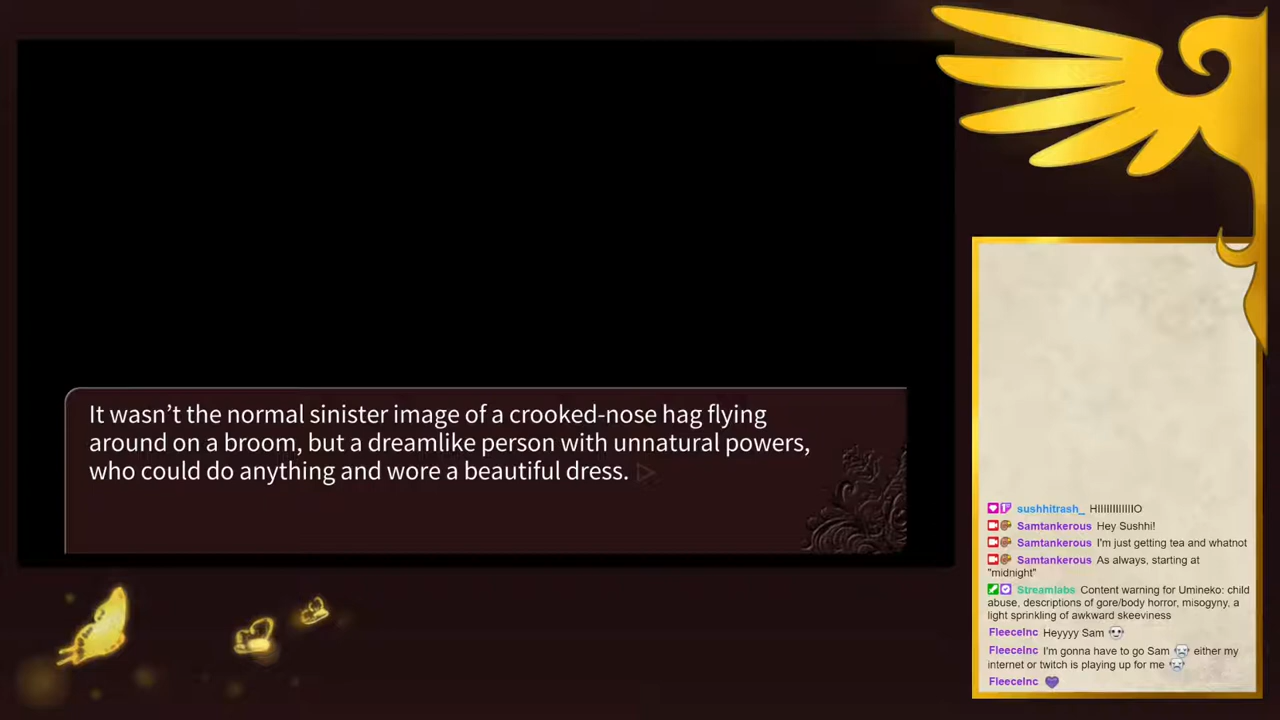 It wasn't the normal sinister image of a crooked-nose hag flying
around on a broom, but a dreamlike person with unnatural powers,
who could do anything and wore a beautiful dress.
sushhitrash_ HIIIIIIIIIIIIO
Samtankerous Hey Sushhi!
Samtankerous I'm just getting tea and whatnot
Samtankerous As always, starting at
"midnight"
Streamlabs Content warning for Umineko: child
abuse, descriptions of gore/body horror, misogyny, a
light sprinkling of awkward skeeviness
FleeceInc Heyyyy Sam
FleeceInc I'm gonna have to go Sam either my
internet or twitch is playing up for me
FleeceInc